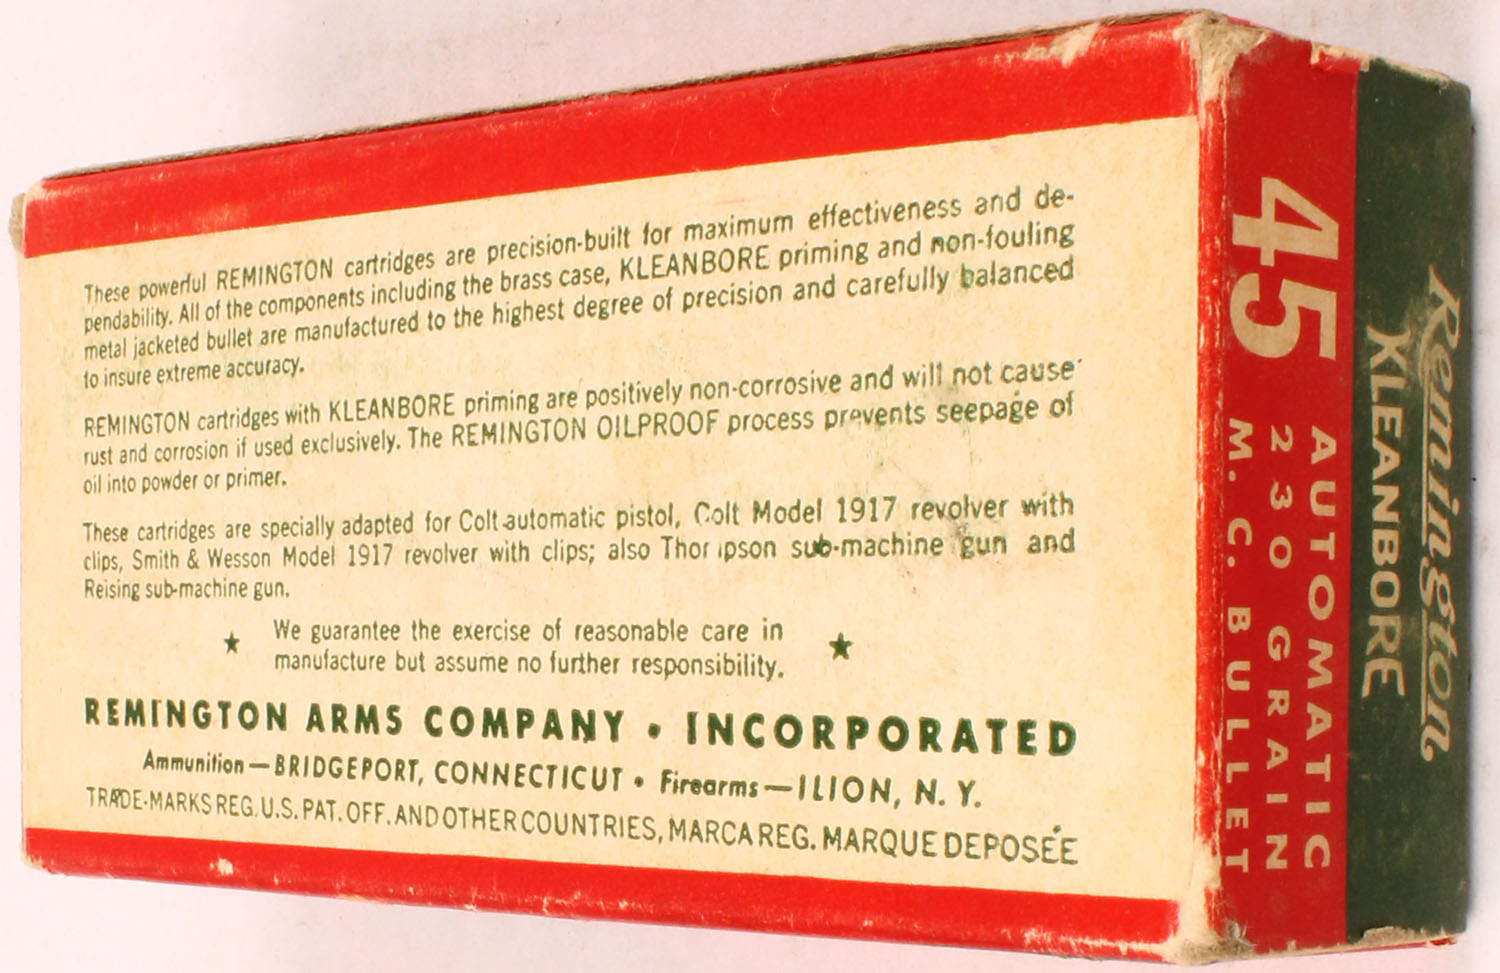 These powerful REMINGTON cartridges are precision-built for maximum effectiveness and de-
pendability. All of the components including the brass case, KLEANBORE priming and non-fouling
metal jacketed bullet are manufactured to the highest degree of precision and carefully balanced
to insure extreme accuracy.
REMINGTON cartridges with KLEANBORE priming are positively non-corrosive and will not cause
rust and corrosion if used exclusively. The REMINGTON OILPROOF process prevents seepage of
oil into powder or primer.
These cartridges are specially adapted for Colt automatic pistol, Colt Model 1917 revolver with
clips, Smith & Wesson Model 1917 revolver with clips; also Thompson sub-machine gun and
Reising sub-machine gun.
★ We guarantee the exercise of reasonable care in ★
manufacture but assume no further responsibility.
REMINGTON ARMS COMPANY • INCORPORATED
Ammunition—BRIDGEPORT, CONNECTICUT • Firearms—ILION, N. Y.
TRADE-MARKS REG. U.S. PAT. OFF. AND OTHER COUNTRIES, MARCA REG. MARQUE DEPOSÉE
Remington
KLEANBORE
45 AUTOMATIC
230 GRAIN
M. C. BULLET